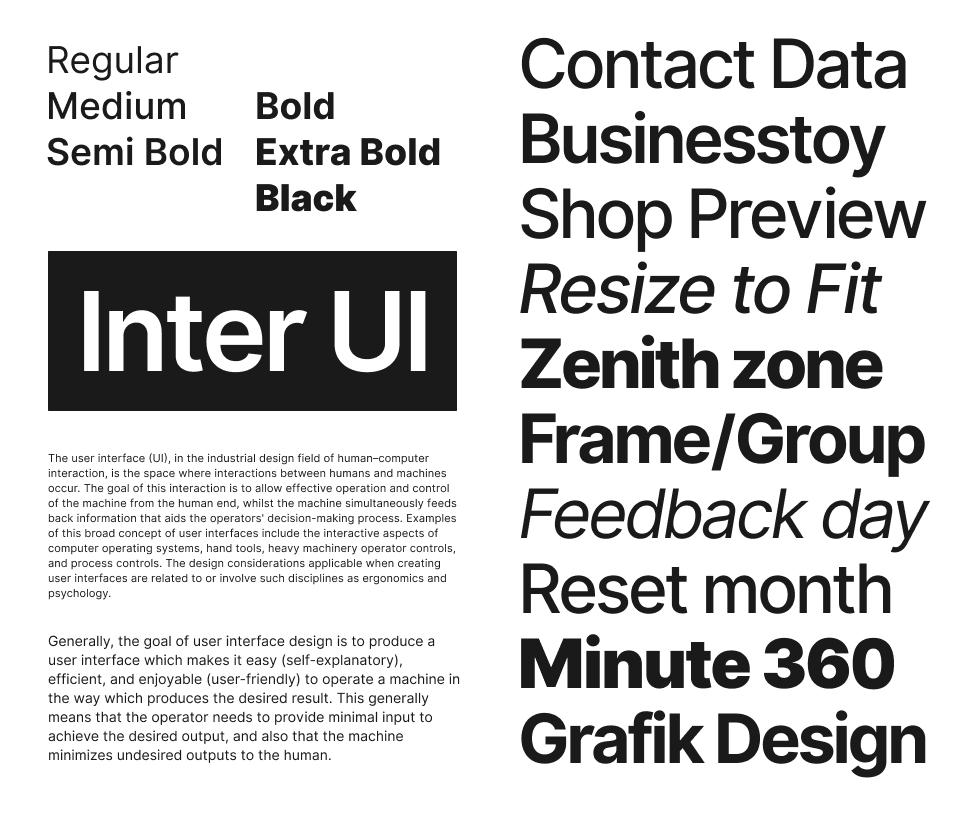 Regular
Medium
Semi Bold
Bold
Extra Bold
Black
Inter UI
The user interface (UI), in the industrial design field of human–computer
interaction, is the space where interactions between humans and machines
occur. The goal of this interaction is to allow effective operation and control
of the machine from the human end, whilst the machine simultaneously feeds
back information that aids the operators' decision-making process. Examples
of this broad concept of user interfaces include the interactive aspects of
computer operating systems, hand tools, heavy machinery operator controls,
and process controls. The design considerations applicable when creating
user interfaces are related to or involve such disciplines as ergonomics and
psychology.
Generally, the goal of user interface design is to produce a
user interface which makes it easy (self-explanatory),
efficient, and enjoyable (user-friendly) to operate a machine in
the way which produces the desired result. This generally
means that the operator needs to provide minimal input to
achieve the desired output, and also that the machine
minimizes undesired outputs to the human.
Contact Data
Businesstoy
Shop Preview
Resize to Fit
Zenith zone
Frame/Group
Feedback day
Reset month
Minute 360
Grafik Design